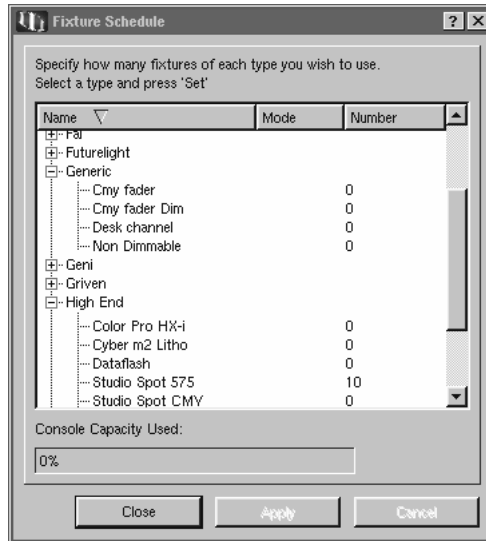 Fixture Schedule
Specify how many fixtures of each type you wish to use.
Select a type and press 'Set'
Name Mode Number
Fal
Futurelight
Generic
Cmy fader 0
Cmy fader Dim 0
Desk channel 0
Non Dimmable 0
Geni
Griven
High End
Color Pro HX-i 0
Cyber m2 Litho 0
Dataflash 0
Studio Spot 575 10
Studio Spot CMY 0
Console Capacity Used:
0%
Close Apply Cancel